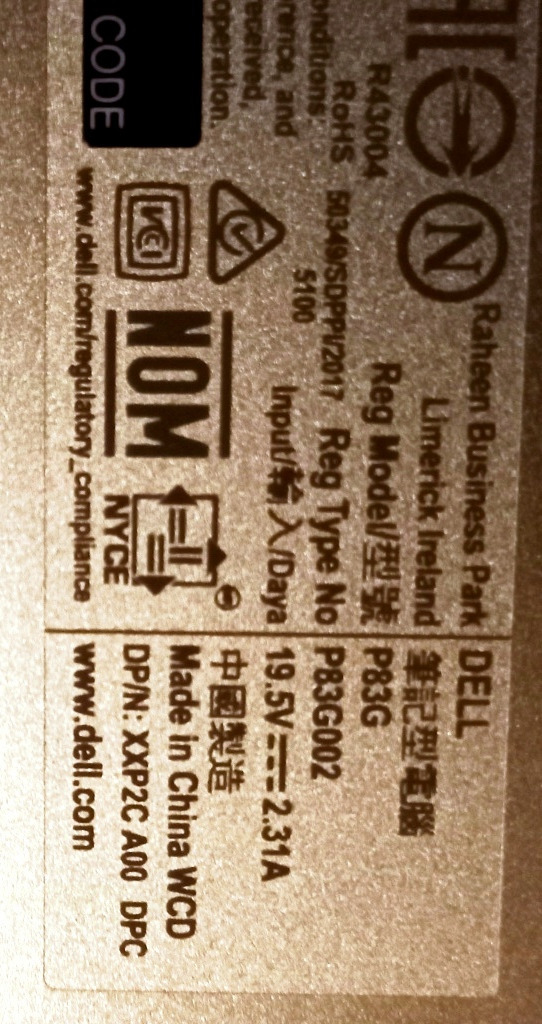 onditions:
rence, and
received,
operation.
CODE
R43004
RoHS
50349/SDPPI/2017
5100
N
Raheen Business Park
Limerick Ireland
Reg Model/型號
Reg Type No
Input/輸入/Daya
VCI
NOM
NYCE
www.dell.com/regulatory_compliance
DELL
筆記型電腦
P83G
P83G002
19.5V⎓2.31A
中國製造
Made in China WCD
DP/N: XXP2C A00 DPC
www.dell.com